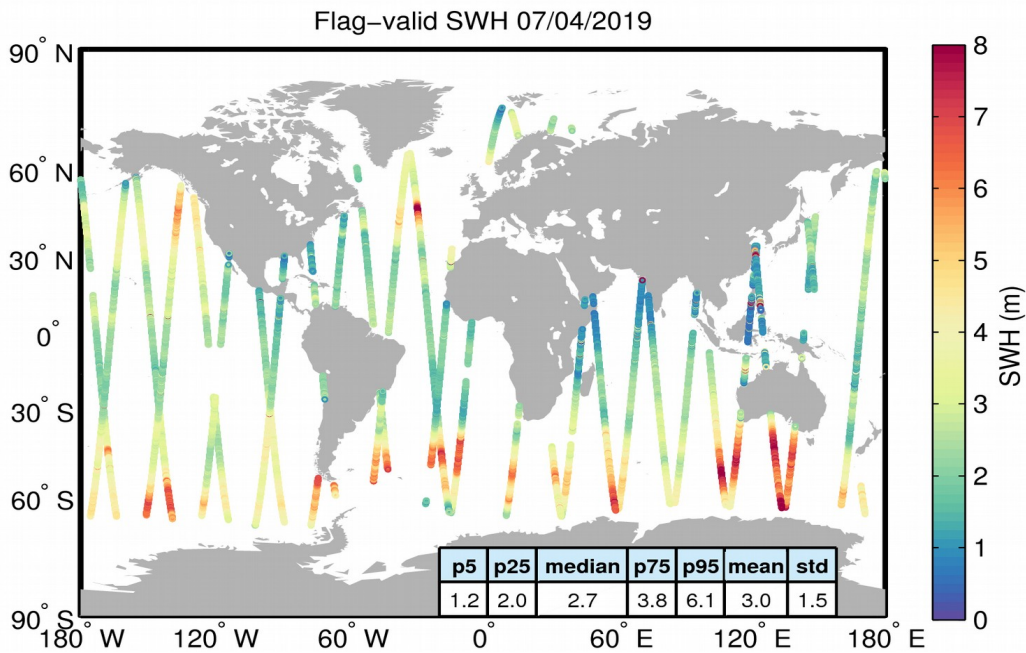 Flag−valid SWH 07/04/2019
90° N
60° N
30° N
0°
30° S
60° S
90° S
180° W
120° W
60° W
0°
60° E
120° E
180° E
8
7
6
5
4
3
2
1
0
SWH (m)
p5 p25 median p75 p95 mean std
1.2 2.0 2.7 3.8 6.1 3.0 1.5